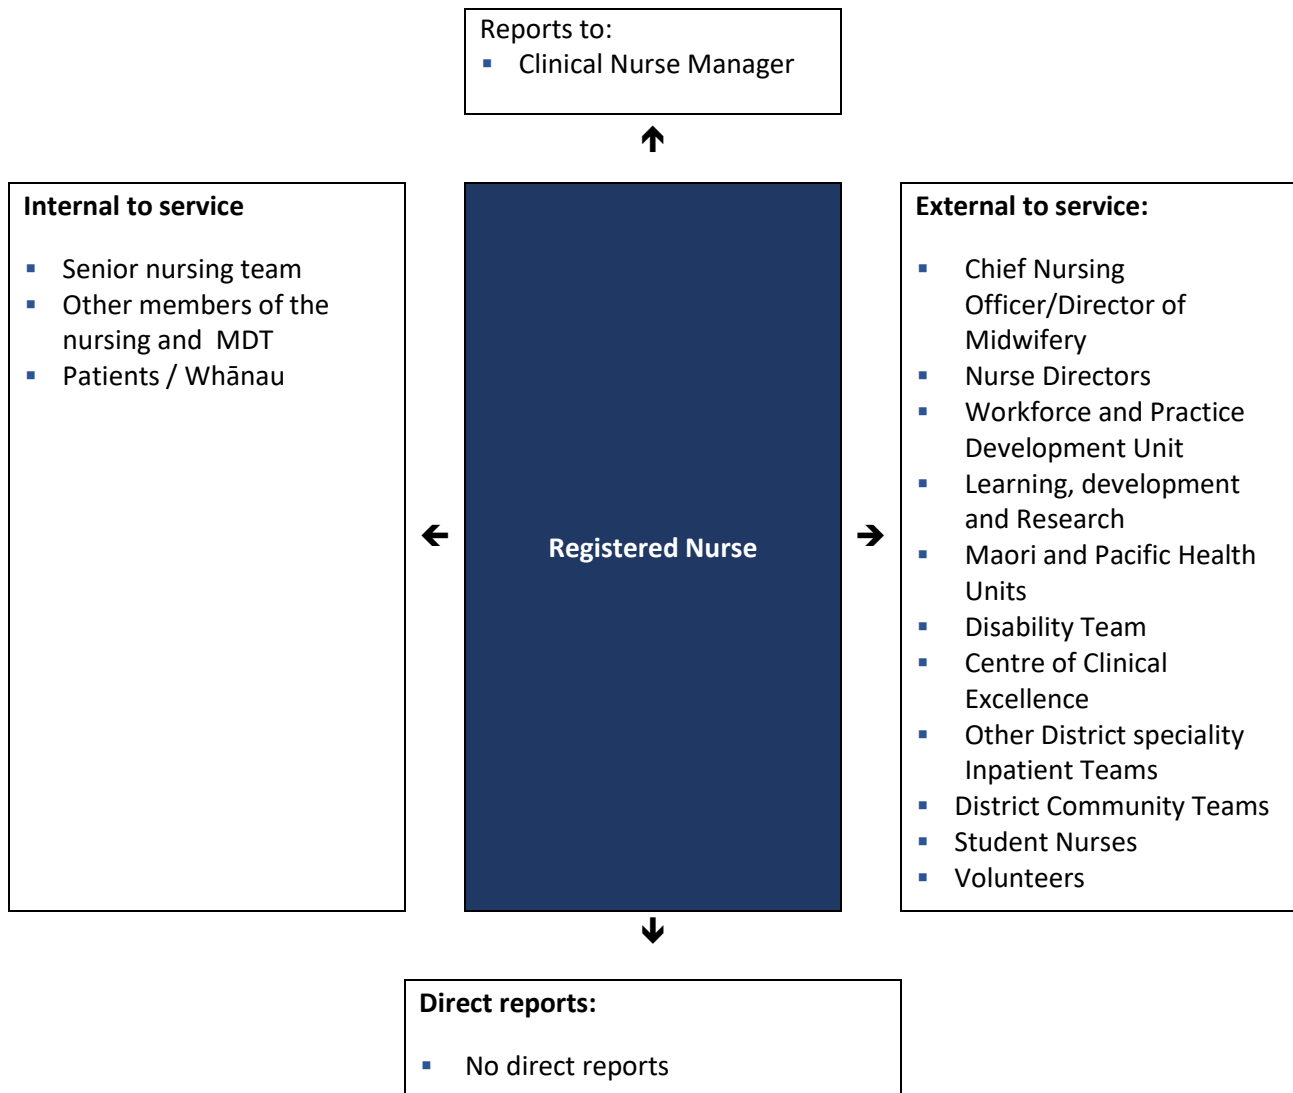 Reports to:
▪ Clinical Nurse Manager
Internal to service
▪ Senior nursing team
▪ Other members of the
nursing and  MDT
▪ Patients / Whānau
Registered Nurse
External to service:
▪ Chief Nursing
Officer/Director of
Midwifery
▪ Nurse Directors
▪ Workforce and Practice
Development Unit
▪ Learning, development
and Research
▪ Maori and Pacific Health
Units
▪ Disability Team
▪ Centre of Clinical
Excellence
▪ Other District speciality
Inpatient Teams
▪ District Community Teams
▪ Student Nurses
▪ Volunteers
Direct reports:
▪ No direct reports